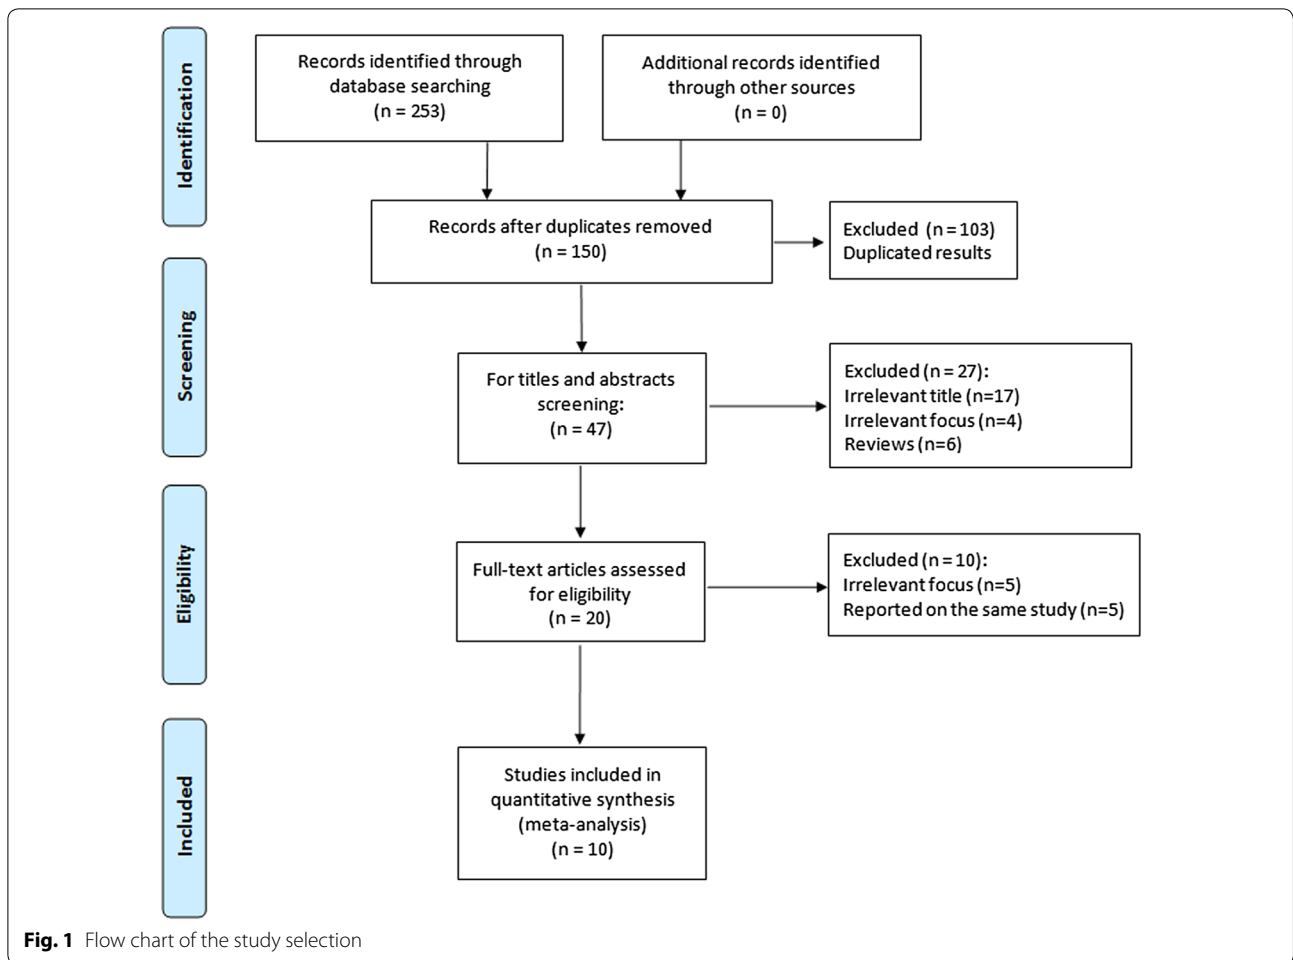 Identification
Records identified through
database searching
(n = 253)
Additional records identified
through other sources
(n = 0)
Records after duplicates removed
(n = 150)
Excluded (n = 103)
Duplicated results
Screening
For titles and abstracts
screening:
(n = 47)
Excluded (n = 27):
Irrelevant title (n=17)
Irrelevant focus (n=4)
Reviews (n=6)
Eligibility
Full-text articles assessed
for eligibility
(n = 20)
Excluded (n = 10):
Irrelevant focus (n=5)
Reported on the same study (n=5)
Included
Studies included in
quantitative synthesis
(meta-analysis)
(n = 10)
Fig. 1 Flow chart of the study selection